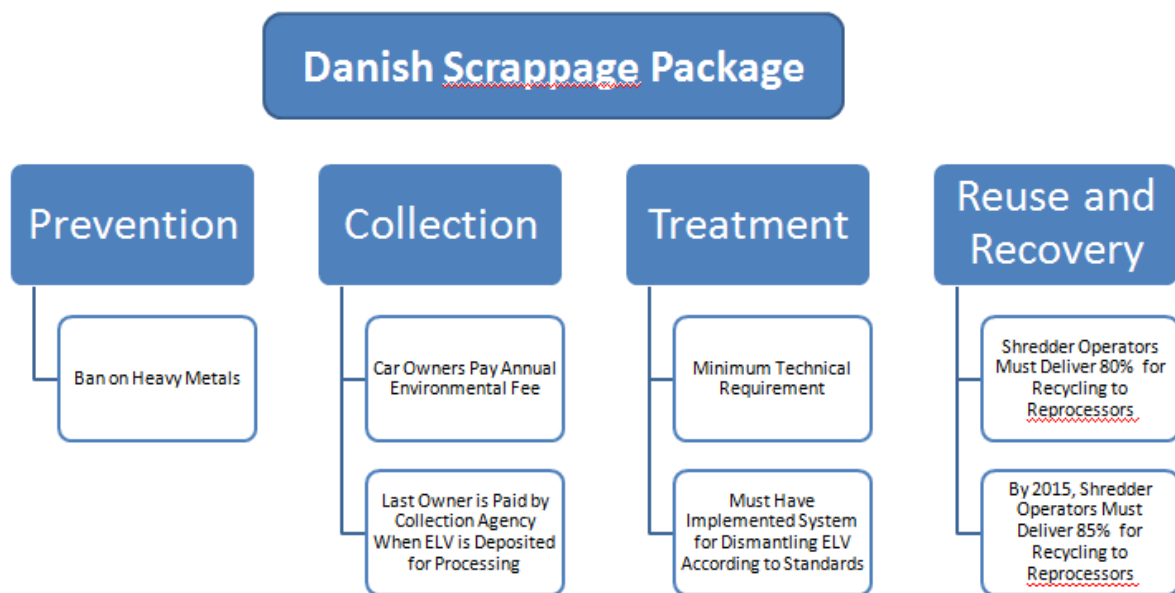 Danish Scrappage Package
Prevention
Ban on Heavy Metals
Collection
Car Owners Pay Annual
Environmental Fee
Last Owner is Paid by
Collection Agency
When ELV is Deposited
for Processing
Treatment
Minimum Technical
Requirement
Must Have
Implemented System
for Dismantling ELV
According to Standards
Reuse and
Recovery
Shredder Operators
Must Deliver 80% for
Recycling to
Reprocessors
By 2015, Shredder
Operators Must
Deliver 85% for
Recycling to
Reprocessors